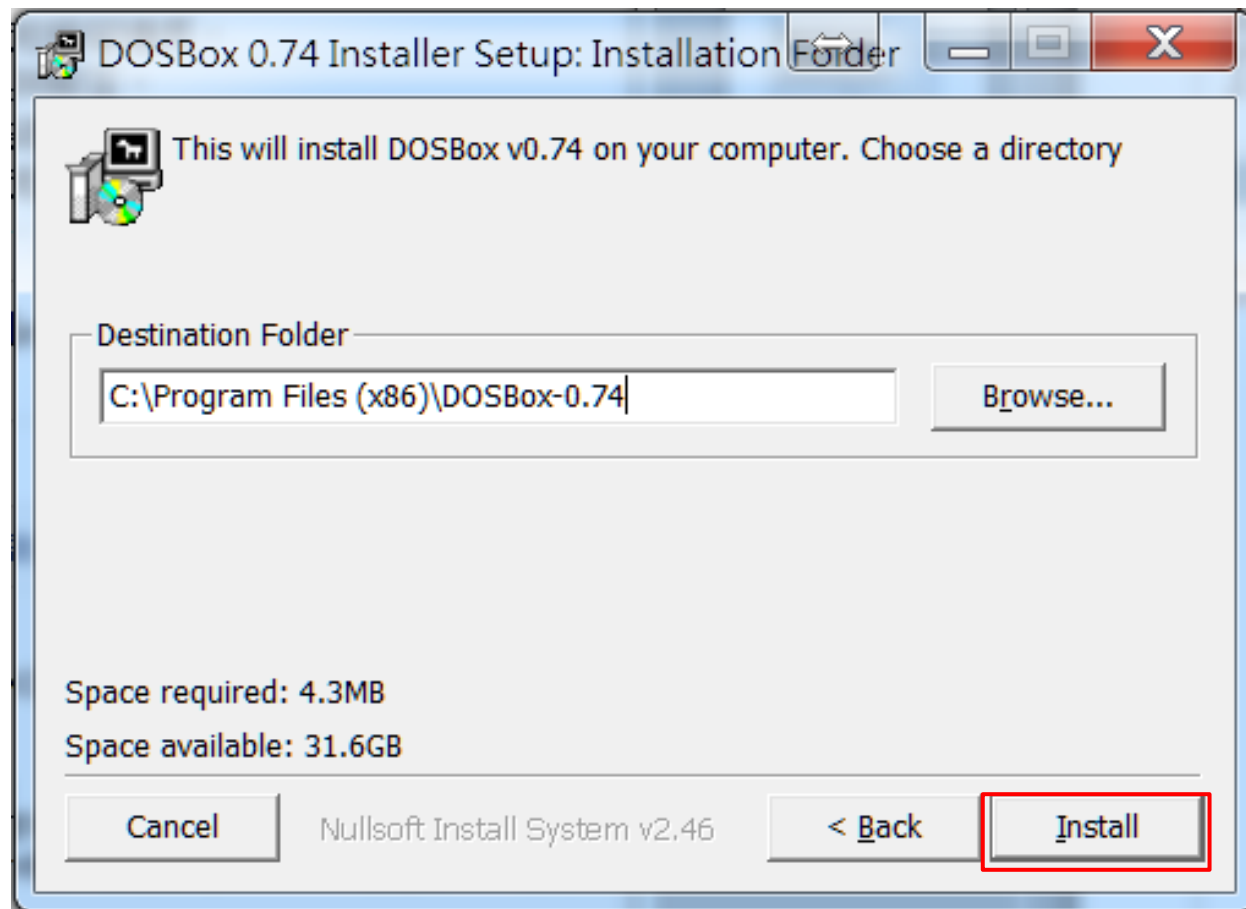 DOSBox 0.74 Installer Setup: Installation Folder
This will install DOSBox v0.74 on your computer. Choose a directory
Destination Folder
C:\Program Files (x86)\DOSBox-0.74
Browse...
Space required: 4.3MB
Space available: 31.6GB
Cancel
Nullsoft Install System v2.46
< Back
Install